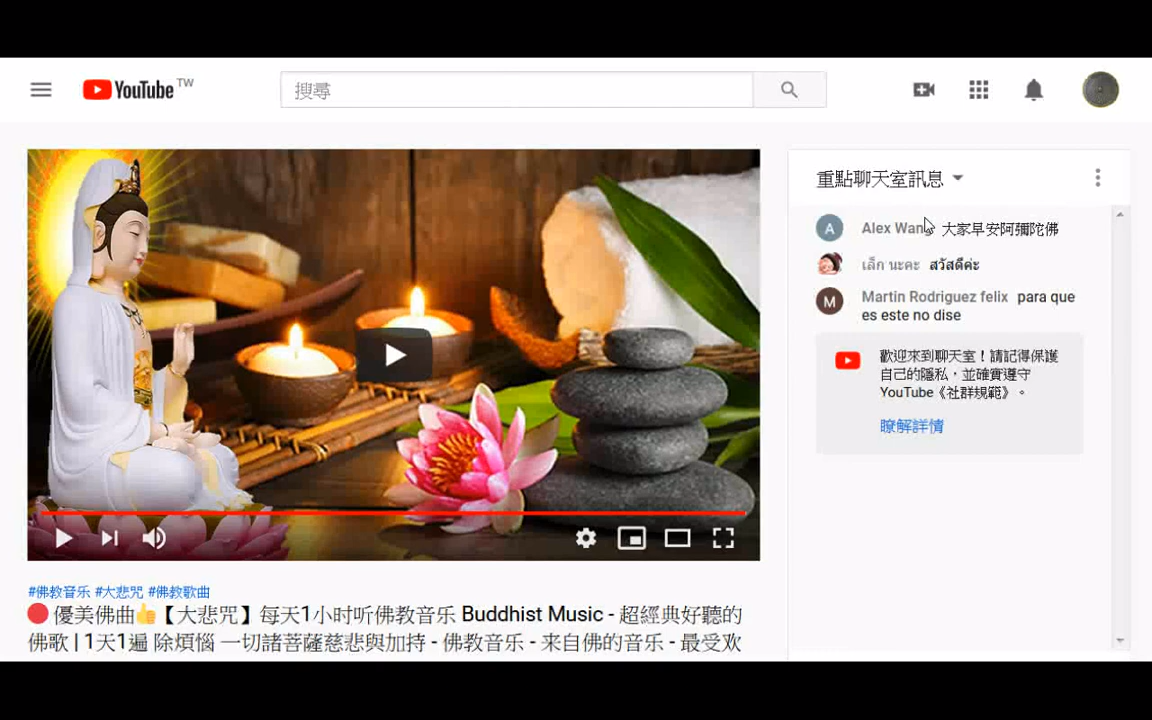 YouTube TW
搜尋
重點聊天室訊息
A Alex Wang 大家早安阿彌陀佛
เล็ก นะคะ สวัสดีค่ะ
M Martin Rodriguez felix para que
es este no dise
歡迎來到聊天室！請記得保護
自己的隱私，並確實遵守
YouTube《社群規範》。
瞭解詳情
#佛教音乐 #大悲咒 #佛教歌曲
🔴 優美佛曲👍【大悲咒】每天1小时听佛教音乐 Buddhist Music - 超經典好聽的
佛歌 | 1天1遍 除煩惱 一切諸菩薩慈悲與加持 - 佛教音乐 - 来自佛的音乐 - 最受欢